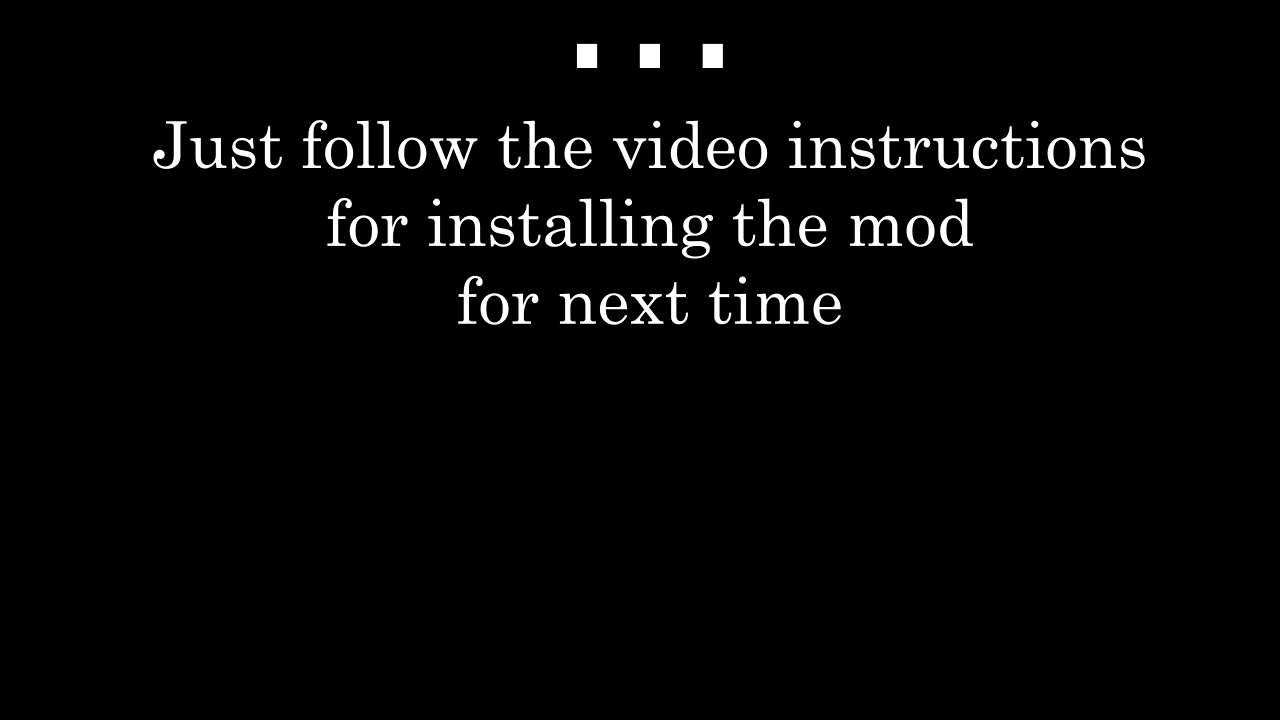 ...
Just follow the video instructions
for installing the mod
for next time